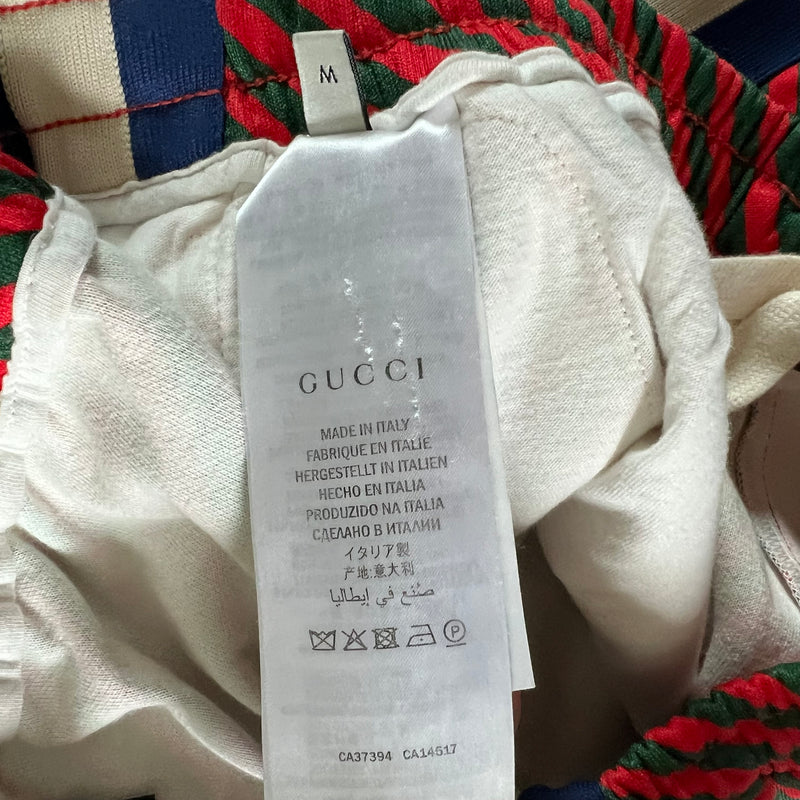 M
GUCCI
MADE IN ITALY
FABRIQUE EN ITALIE
HERGESTELLT IN ITALIEN
HECHO EN ITALIA
PRODUZIDO NA ITALIA
СДЕЛАНО В ИТАЛИИ
イタリア製
产地:意大利
صُنع في إيطاليا
P
CA37394 CA14517